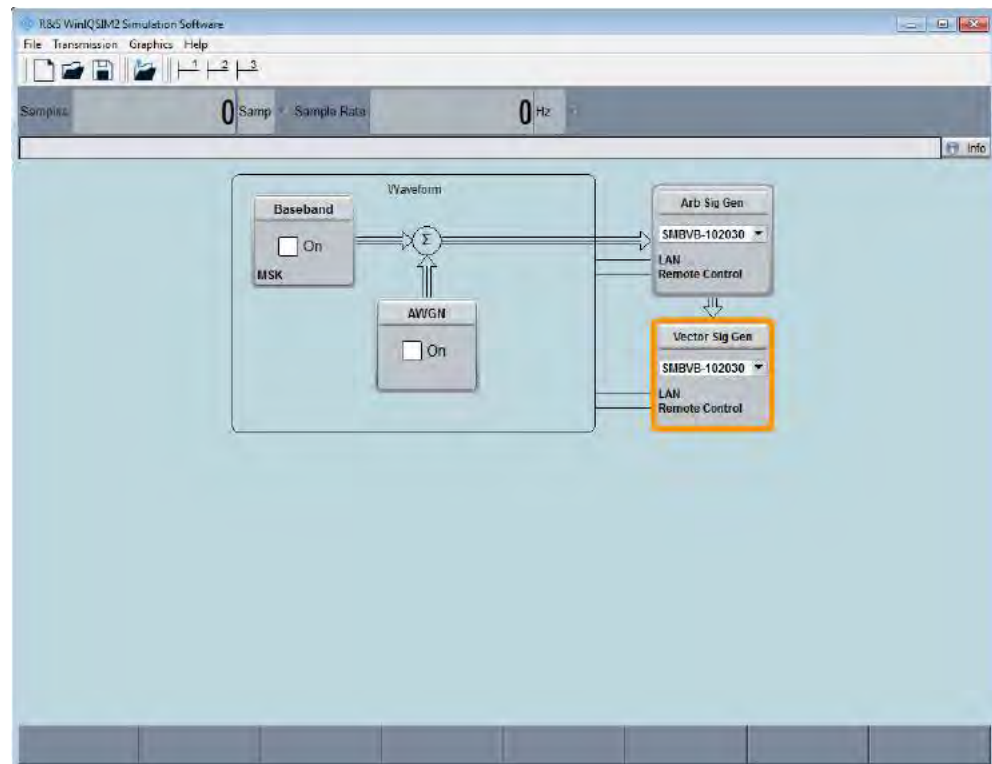 R&S WinIQSIM2 Simulation Software
File Transmission Graphics Help
1 2 3
Samples 0 Samp Sample Rate 0 Hz
Info
Waveform
Baseband
On
MSK
Σ
AWGN
On
Arb Sig Gen
SMBVB-102030
LAN
Remote Control
Vector Sig Gen
SMBVB-102030
LAN
Remote Control